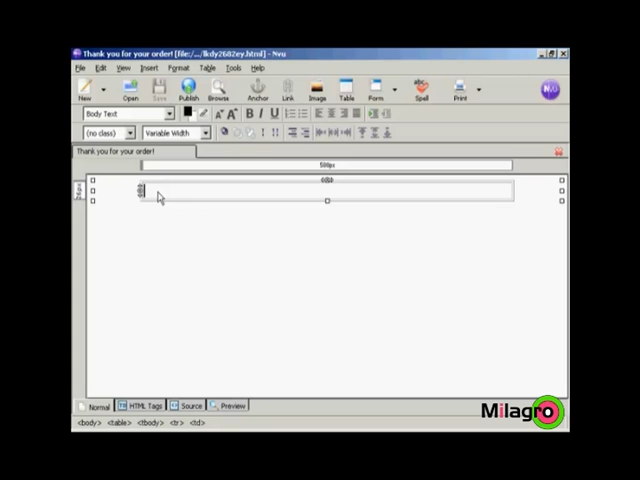 Thank you for your order! [file:/.../lkdy2682ey.html] - Nvu
File Edit View Insert Format Table Tools Help
New Open Save Publish Browse Anchor Link Image Table Form Spell Print
Body Text
(no class) Variable Width
Thank you for your order!
500px
Normal HTML Tags Source Preview
<body> <table> <tbody> <tr> <td>
Milagro